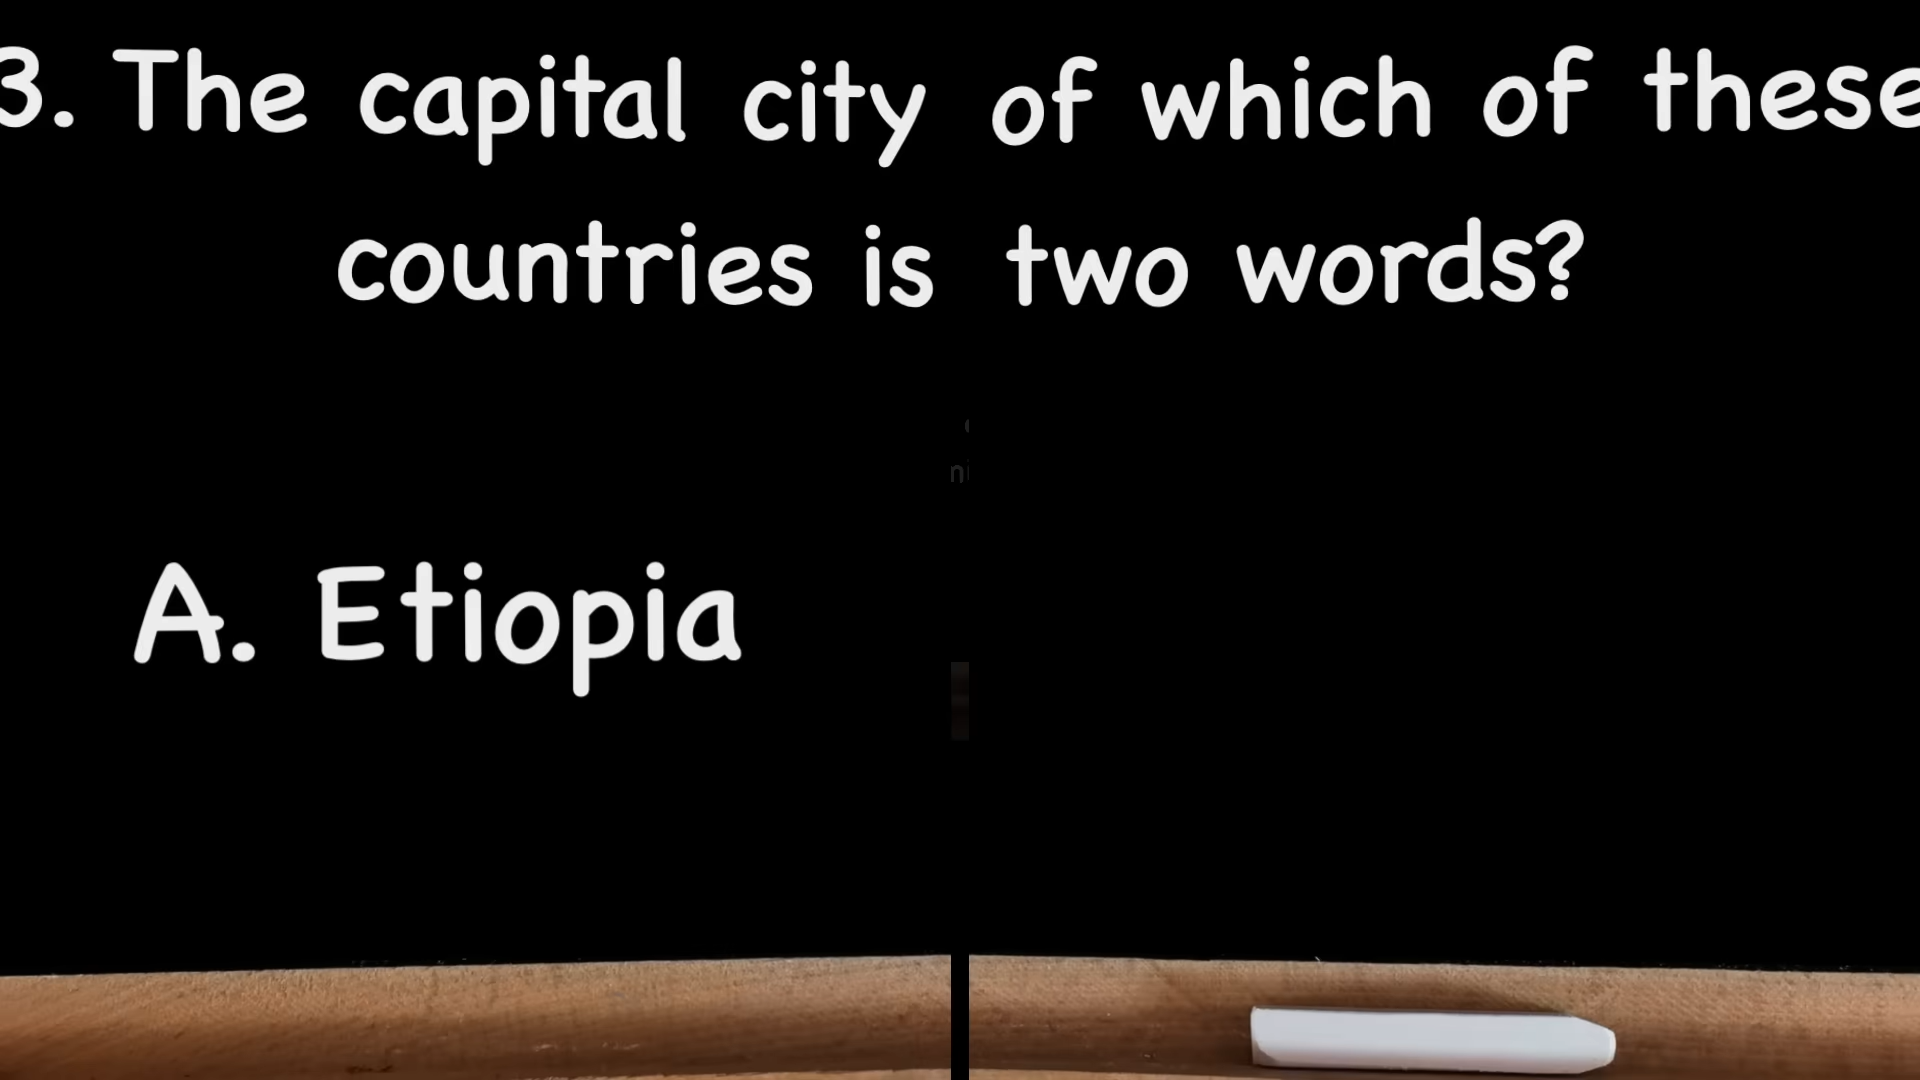 3. The capital city of which of these
countries is two words?
A. Etiopia